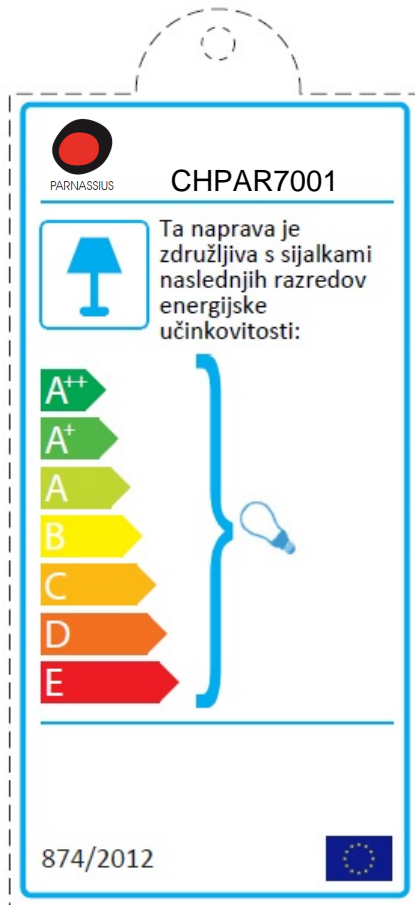 PARNASSIUS
CHPAR7001
Ta naprava je
združljiva s sijalkami
naslednjih razredov
energijske
učinkovitosti:
A++
A+
A
B
C
D
E
874/2012